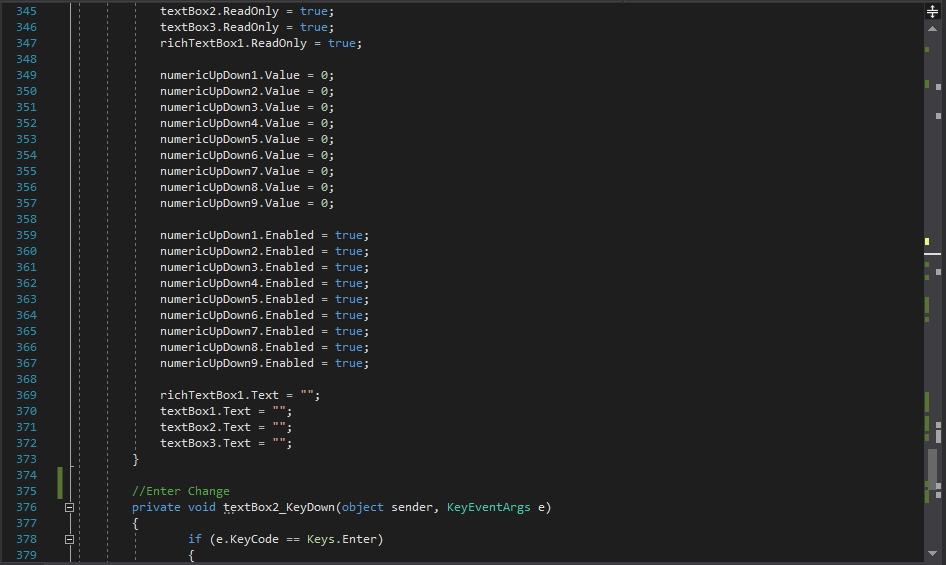 345 textBox2.ReadOnly = true;
346 textBox3.ReadOnly = true;
347 richTextBox1.ReadOnly = true;
348
349 numericUpDown1.Value = 0;
350 numericUpDown2.Value = 0;
351 numericUpDown3.Value = 0;
352 numericUpDown4.Value = 0;
353 numericUpDown5.Value = 0;
354 numericUpDown6.Value = 0;
355 numericUpDown7.Value = 0;
356 numericUpDown8.Value = 0;
357 numericUpDown9.Value = 0;
358
359 numericUpDown1.Enabled = true;
360 numericUpDown2.Enabled = true;
361 numericUpDown3.Enabled = true;
362 numericUpDown4.Enabled = true;
363 numericUpDown5.Enabled = true;
364 numericUpDown6.Enabled = true;
365 numericUpDown7.Enabled = true;
366 numericUpDown8.Enabled = true;
367 numericUpDown9.Enabled = true;
368
369 richTextBox1.Text = "";
370 textBox1.Text = "";
371 textBox2.Text = "";
372 textBox3.Text = "";
373 }
374
375 //Enter Change
376 private void textBox2_KeyDown(object sender, KeyEventArgs e)
377 {
378 if (e.KeyCode == Keys.Enter)
379 {